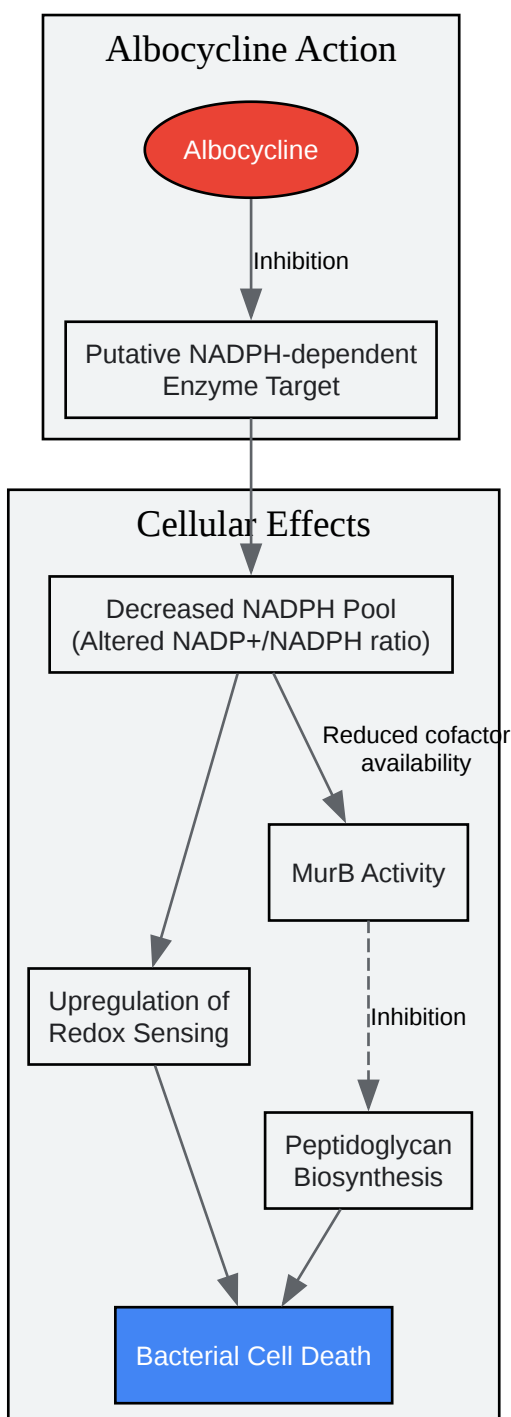 Albocycline Action
Albocycline
Inhibition
Putative NADPH-dependent
Enzyme Target
Cellular Effects
Decreased NADPH Pool
(Altered NADP+/NADPH ratio)
Reduced cofactor
availability
MurB Activity
Upregulation of
Redox Sensing
Inhibition
Peptidoglycan
Biosynthesis
Bacterial Cell Death